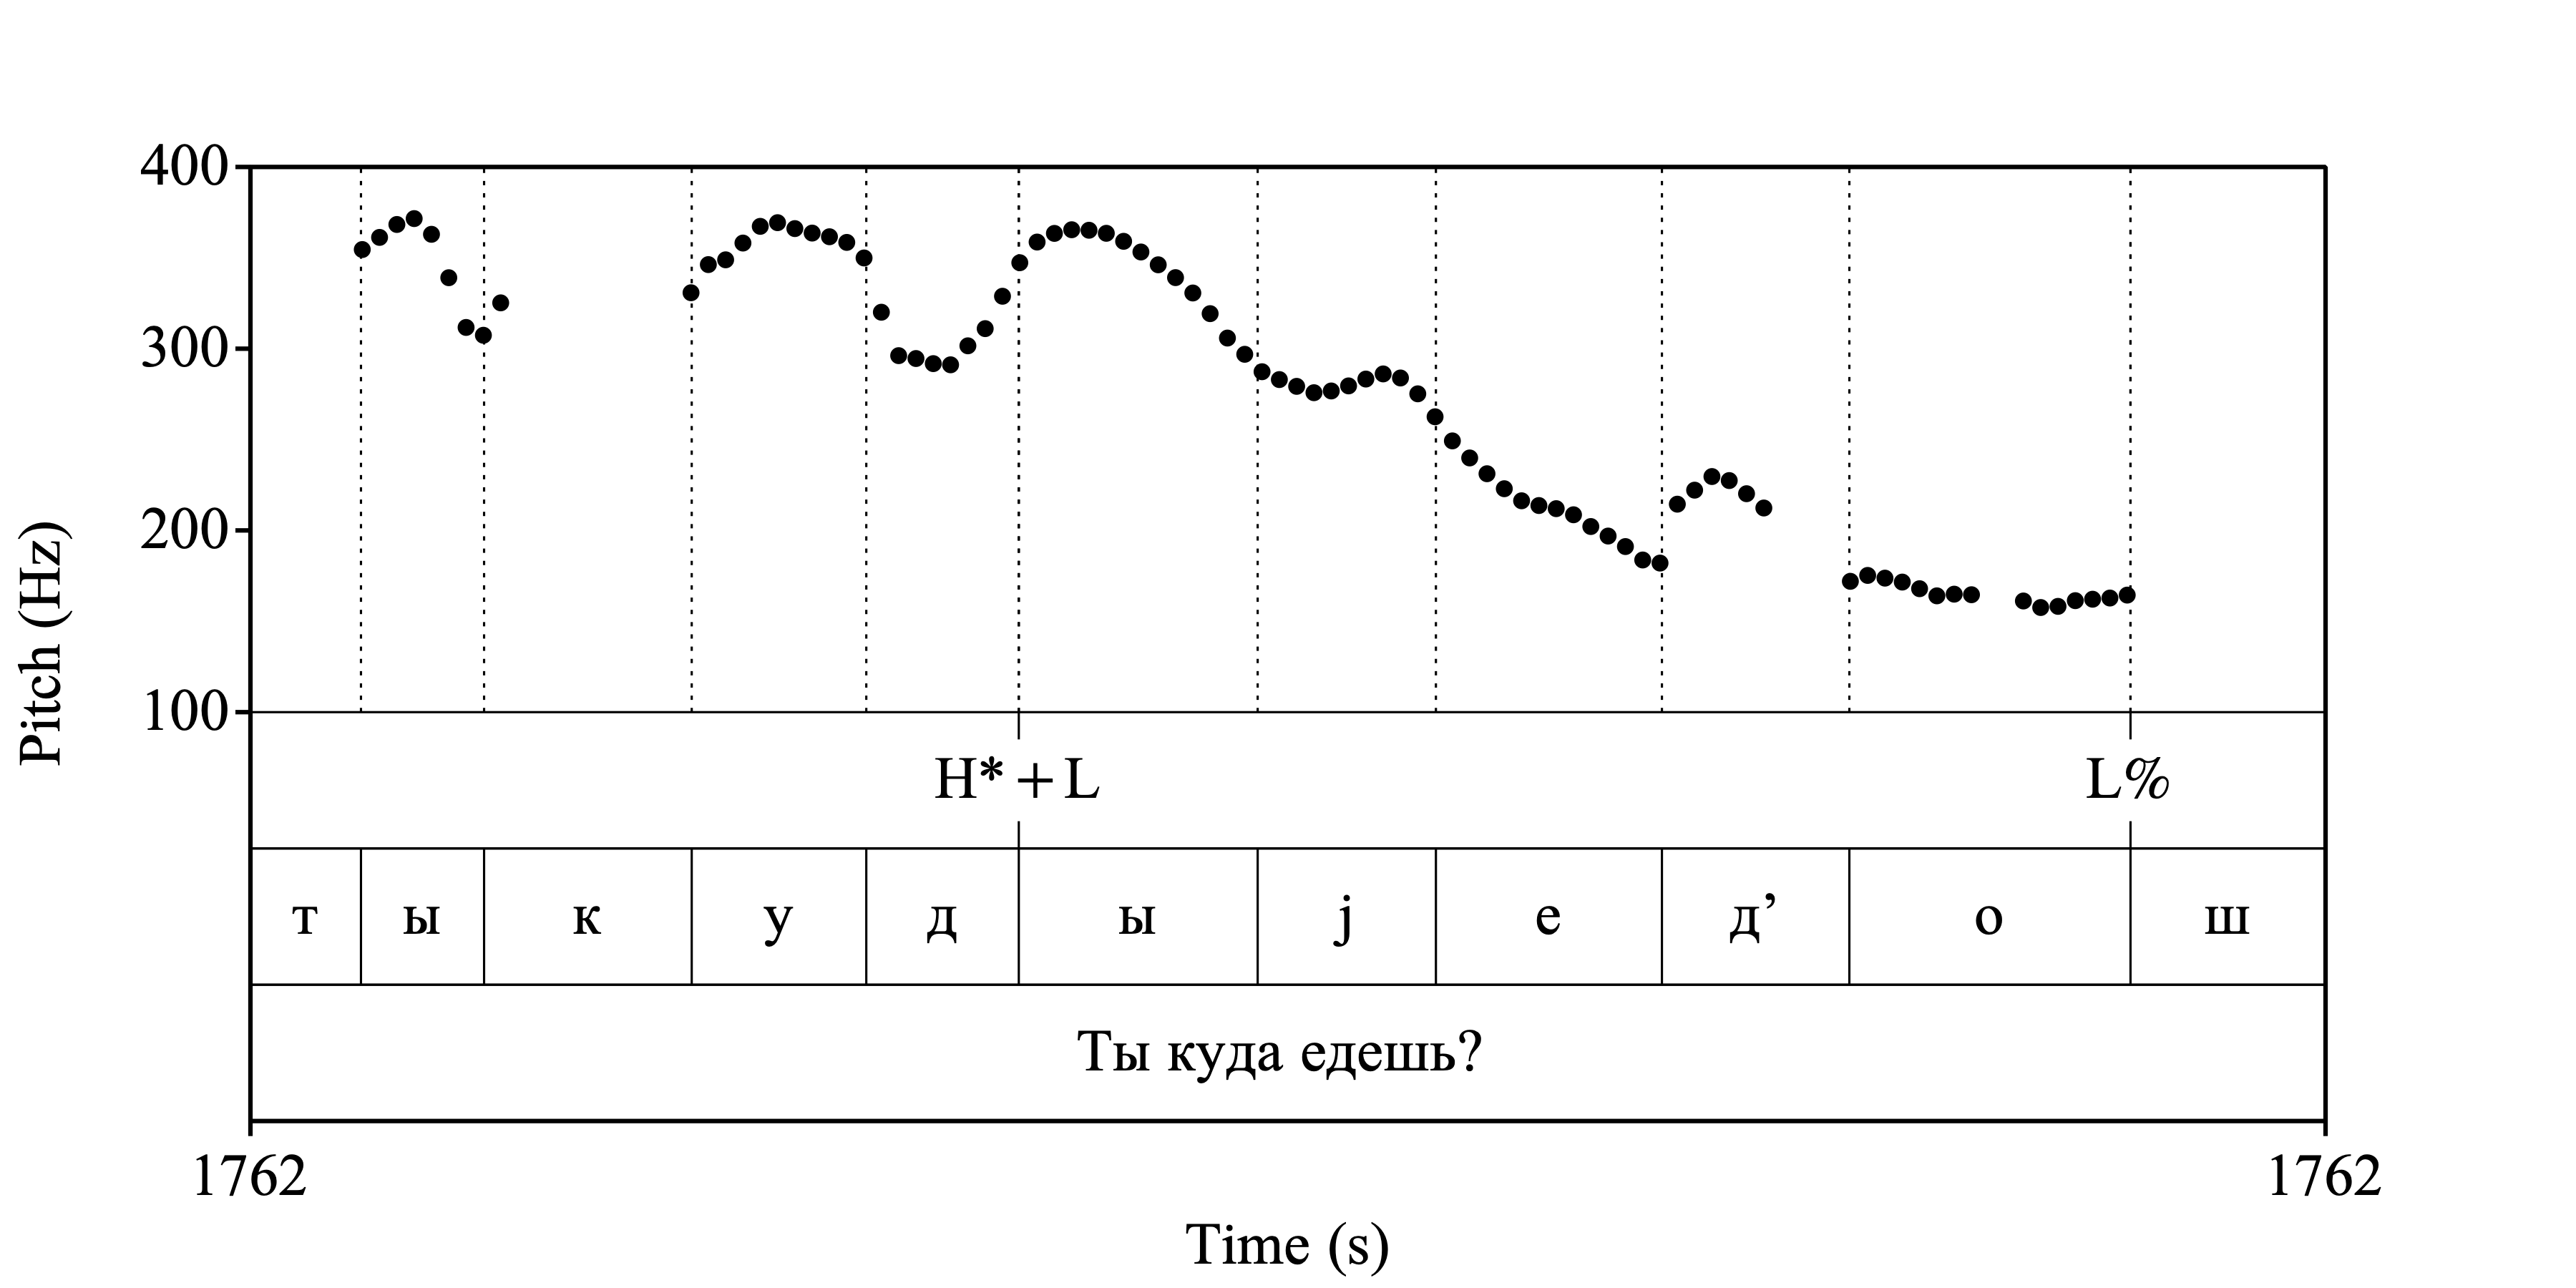 400
300
200
100
Pitch (Hz)
H* + L L%
т ы к у д ы j е д’ о ш
Ты куда едешь?
1762 1762
Time (s)